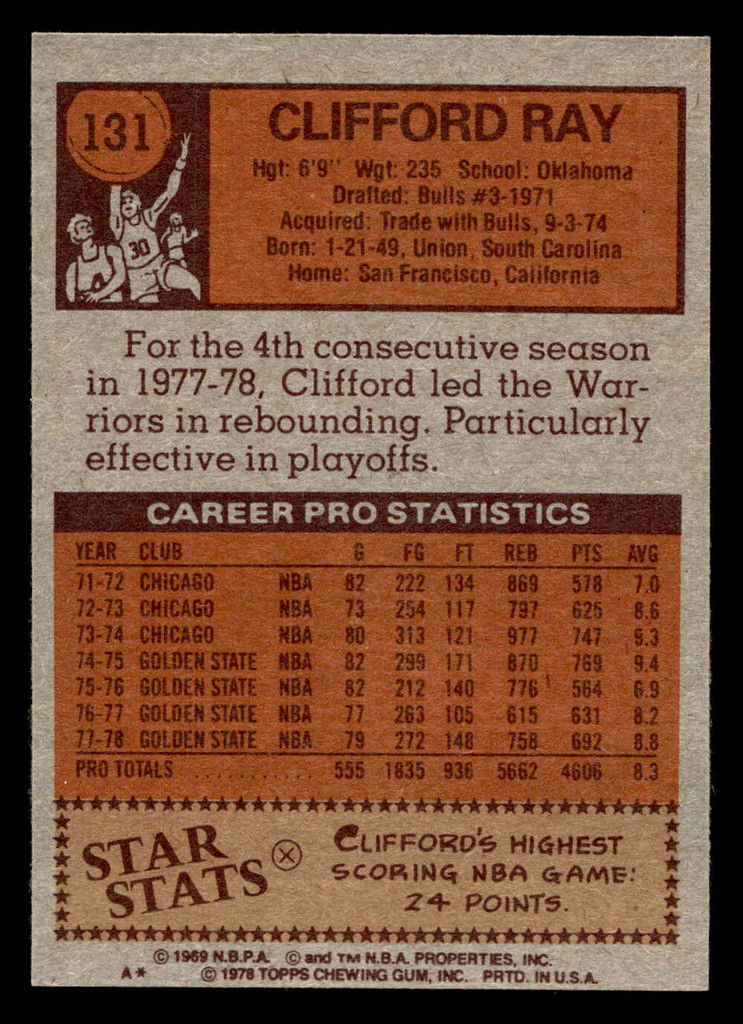 131
30
CLIFFORD RAY
Hgt: 6'9" Wgt: 235 School: Oklahoma
Drafted: Bulls #3-1971
Acquired: Trade with Bulls, 9-3-74
Born: 1-21-49, Union, South Carolina
Home: San Francisco, California
For the 4th consecutive season
in 1977-78, Clifford led the War-
riors in rebounding. Particularly
effective in playoffs.
CAREER PRO STATISTICS
YEAR CLUB G FG FT REB PTS AVG
71-72 CHICAGO NBA 82 222 134 869 578 7.0
72-73 CHICAGO NBA 73 254 117 797 625 8.6
73-74 CHICAGO NBA 80 313 121 977 747 9.3
74-75 GOLDEN STATE NBA 82 299 171 870 769 9.4
75-76 GOLDEN STATE NBA 82 212 140 776 564 6.9
76-77 GOLDEN STATE NBA 77 263 105 615 631 8.2
77-78 GOLDEN STATE NBA 79 272 148 758 692 8.8
PRO TOTALS .......... 555 1835 936 5662 4606 8.3
STAR
STATS
CLIFFORD'S HIGHEST
SCORING NBA GAME:
24 POINTS.
© 1969 N.B.P.A. © and TM N.B.A. PROPERTIES, INC.
A* © 1978 TOPPS CHEWING GUM, INC. PRTD. IN U.S.A.